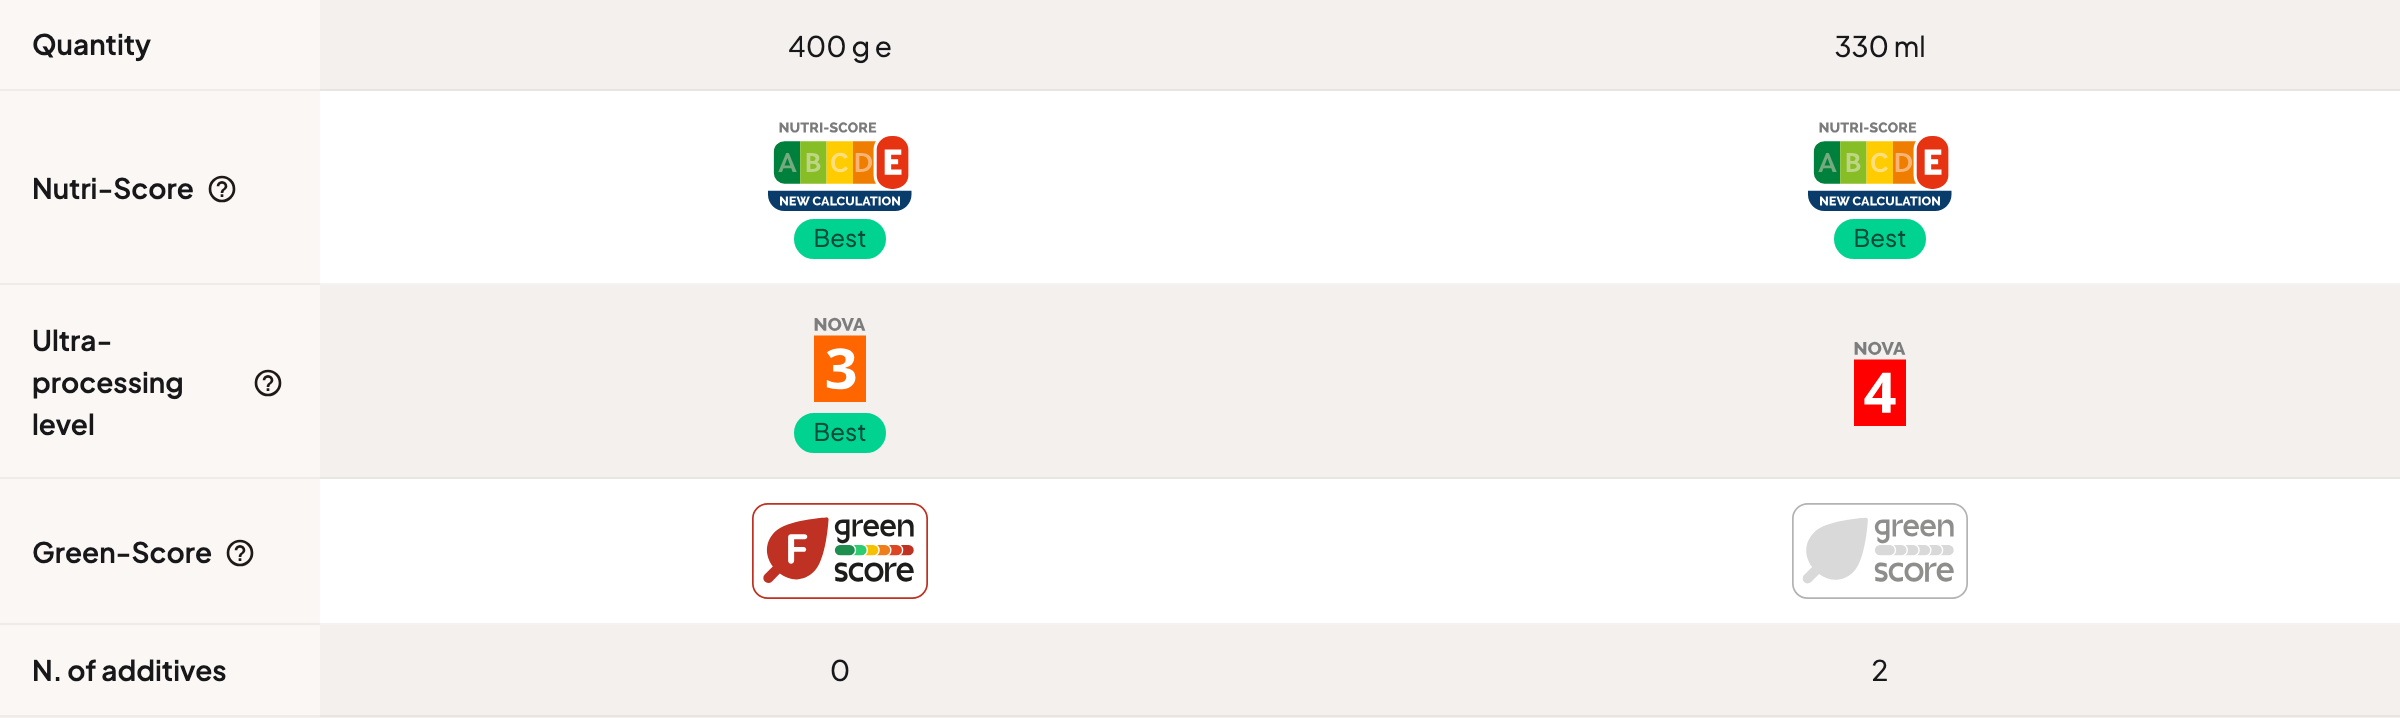 Quantity
400 g e
330 ml
Nutri-Score ?
NUTRI-SCORE
A B C D E
NEW CALCULATION
Best
NUTRI-SCORE
A B C D E
NEW CALCULATION
Best
Ultra-
processing
level ?
NOVA
3
Best
NOVA
4
Green-Score ?
F
green
score
green
score
N. of additives
0
2